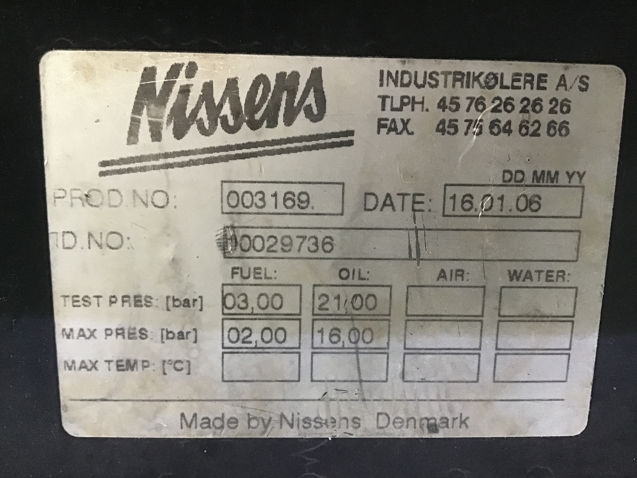 Nissens
INDUSTRIKØLERE A/S
TLPH. 45 76 26 26 26
FAX. 45 75 64 62 66
DD MM YY
PROD.NO: 003169. DATE: 16.01.06
ID.NO: 00029736
FUEL: OIL: AIR: WATER:
TEST PRES: [bar] 03,00 21,00
MAX PRES: [bar] 02,00 16,00
MAX TEMP: [°C]
Made by Nissens Denmark